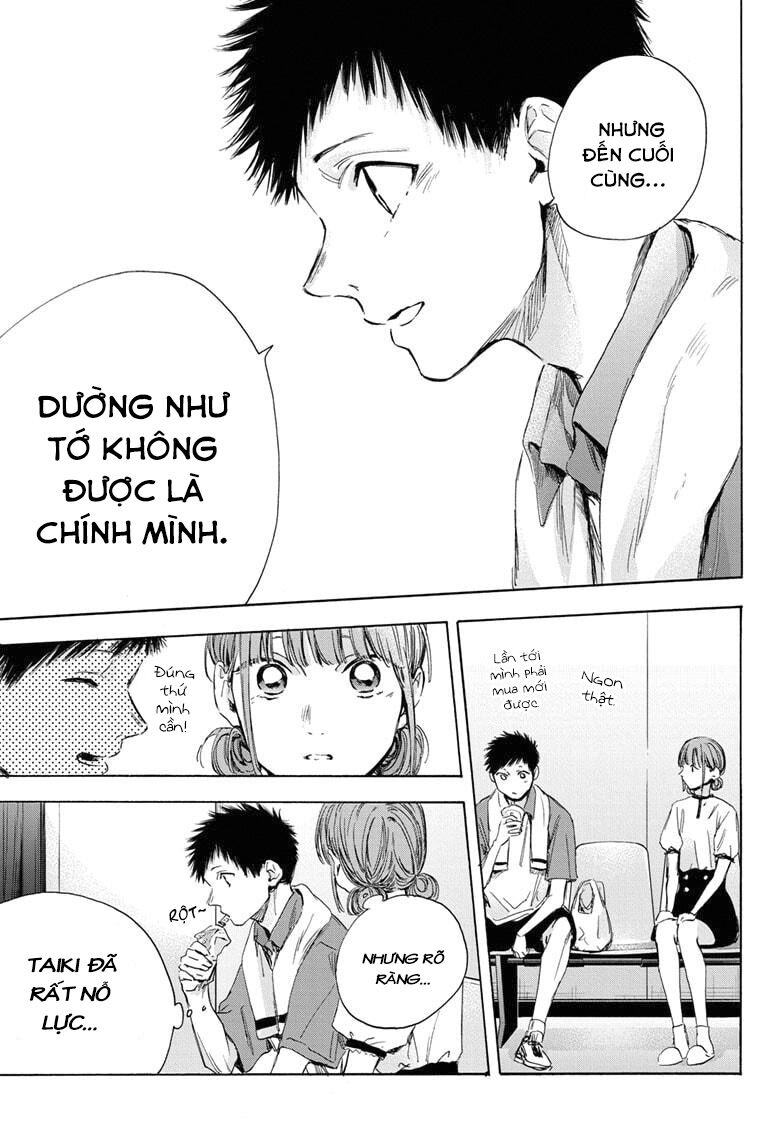 NHƯNG
ĐẾN CUỐI
CÙNG...
DƯỜNG NHƯ
TỚ KHÔNG
ĐƯỢC LÀ
CHÍNH MÌNH.
Ngon
thật.
Lần tới
mình phải
mua mới
được.
Đúng
thứ
mình
cần!
NHƯNG RÕ
RÀNG...
RỘT~
TAIKI ĐÃ
RẤT NỖ
LỰC...